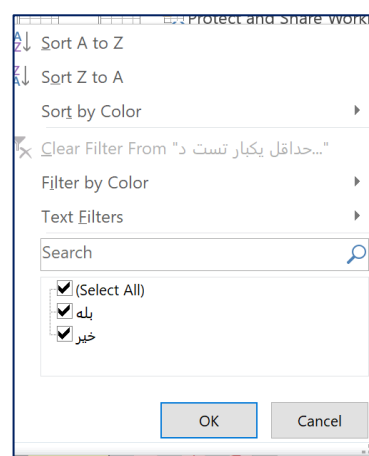 Protect and Share Work
Sort A to Z
Sort Z to A
Sort by Color
Clear Filter From "حداقل یکبار تست د..."
Filter by Color
Text Filters
Search
(Select All)
بله
خیر
OK
Cancel